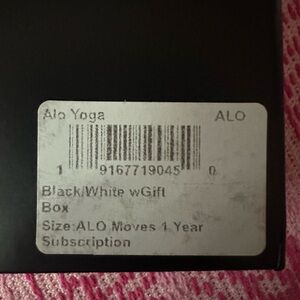 Alo Yoga ALO
1 9167719045 0
Black/White wGift
Box
Size:ALO Moves 1 Year
Subscription